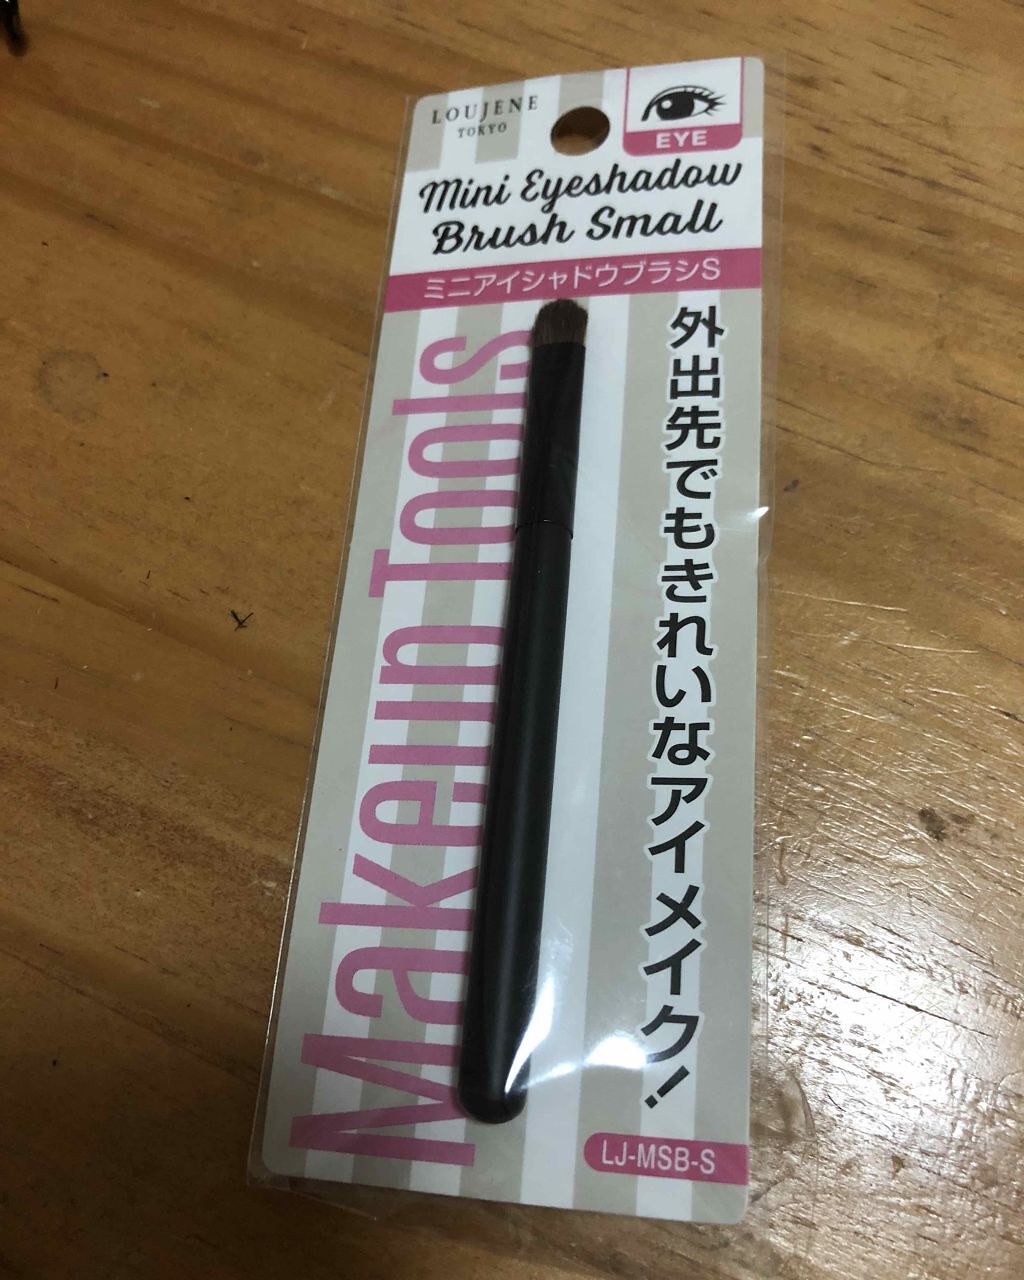 LOUJENE
TOKYO
EYE
Mini Eyeshadow
Brush Small
ミニアイシャドウブラシS
Makeup Tools
外出先でもきれいなアイメイク!
LJ-MSB-S